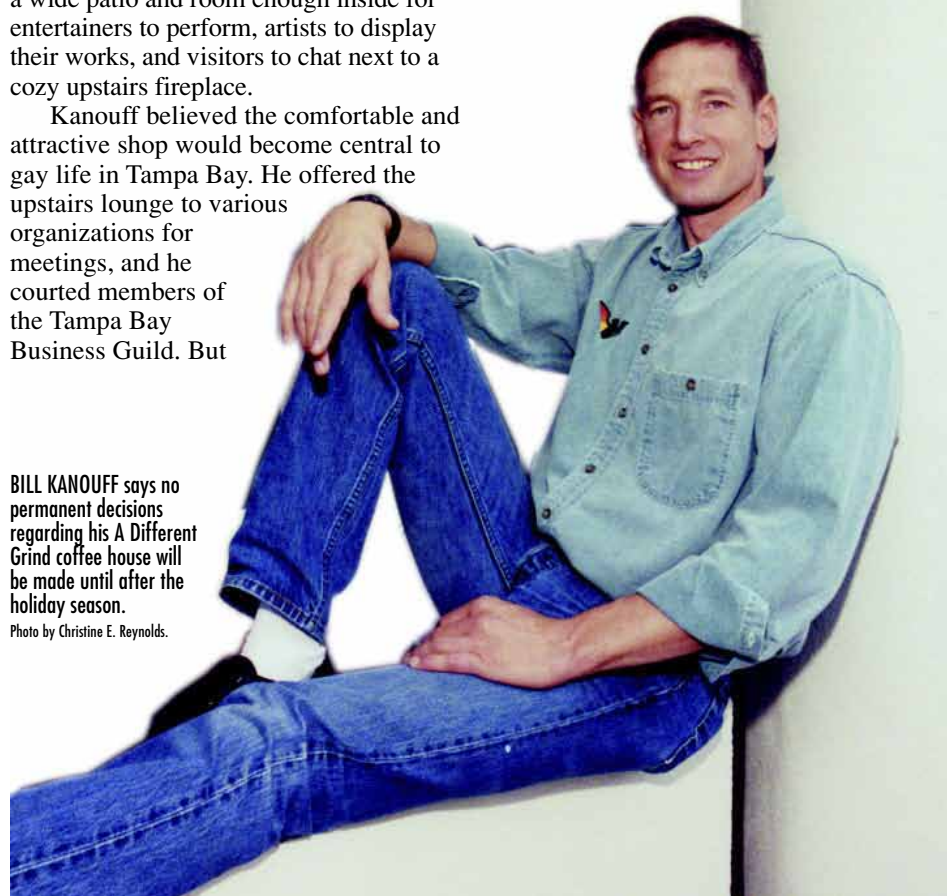 a wide patio and room enough inside for
entertainers to perform, artists to display
their works, and visitors to chat next to a
cozy upstairs fireplace.
Kanouff believed the comfortable and
attractive shop would become central to
gay life in Tampa Bay. He offered the
upstairs lounge to various
organizations for
meetings, and he
courted members of
the Tampa Bay
Business Guild. But
BILL KANOUFF says no
permanent decisions
regarding his A Different
Grind coffee house will
be made until after the
holiday season.
Photo by Christine E. Reynolds.